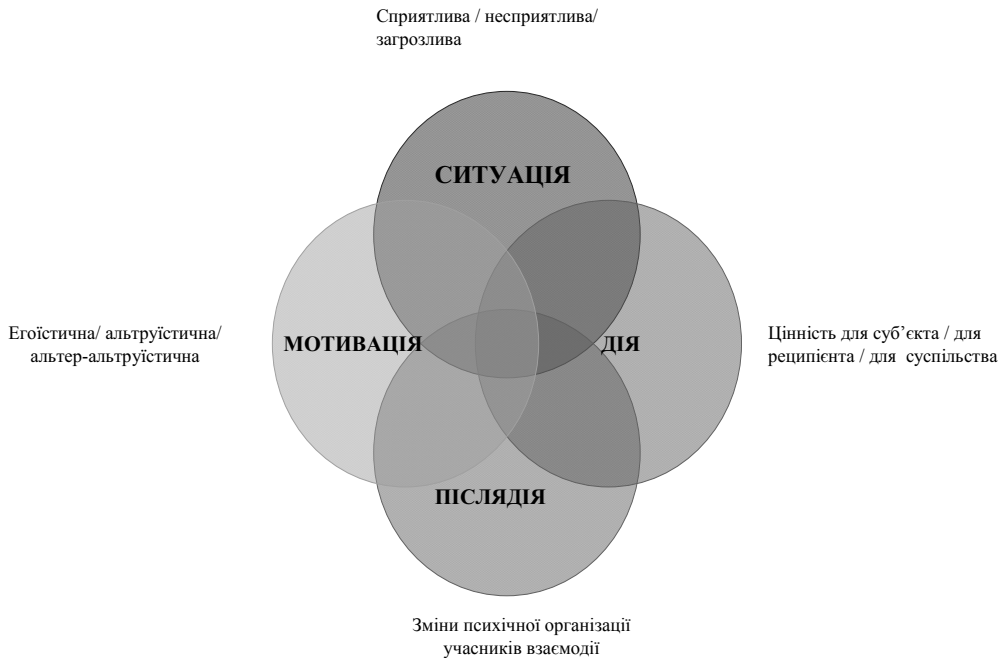 Сприятлива / несприятлива/
загрозлива
СИТУАЦІЯ
Егоїстична/ альтруїстична/
альтер-альтруїстична
МОТИВАЦІЯ
ДІЯ
Цінність для суб’єкта / для
реципієнта / для суспільства
ПІСЛЯДІЯ
Зміни психічної організації
учасників взаємодії